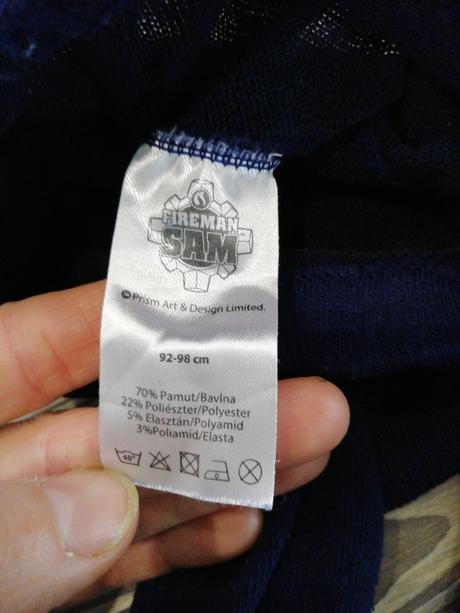 FIREMAN
SAM
© Prism Art & Design Limited.
92-98 cm
70% Pamut/Bavlna
22% Poliészter/Polyester
5% Elasztán/Polyamid
3%Poliamid/Elasta
60°